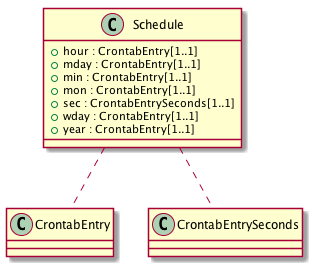 C Schedule
hour : CrontabEntry[1..1]
mday : CrontabEntry[1..1]
min : CrontabEntry[1..1]
mon : CrontabEntry[1..1]
sec : CrontabEntrySeconds[1..1]
wday : CrontabEntry[1..1]
year : CrontabEntry[1..1]
C CrontabEntry
C CrontabEntrySeconds